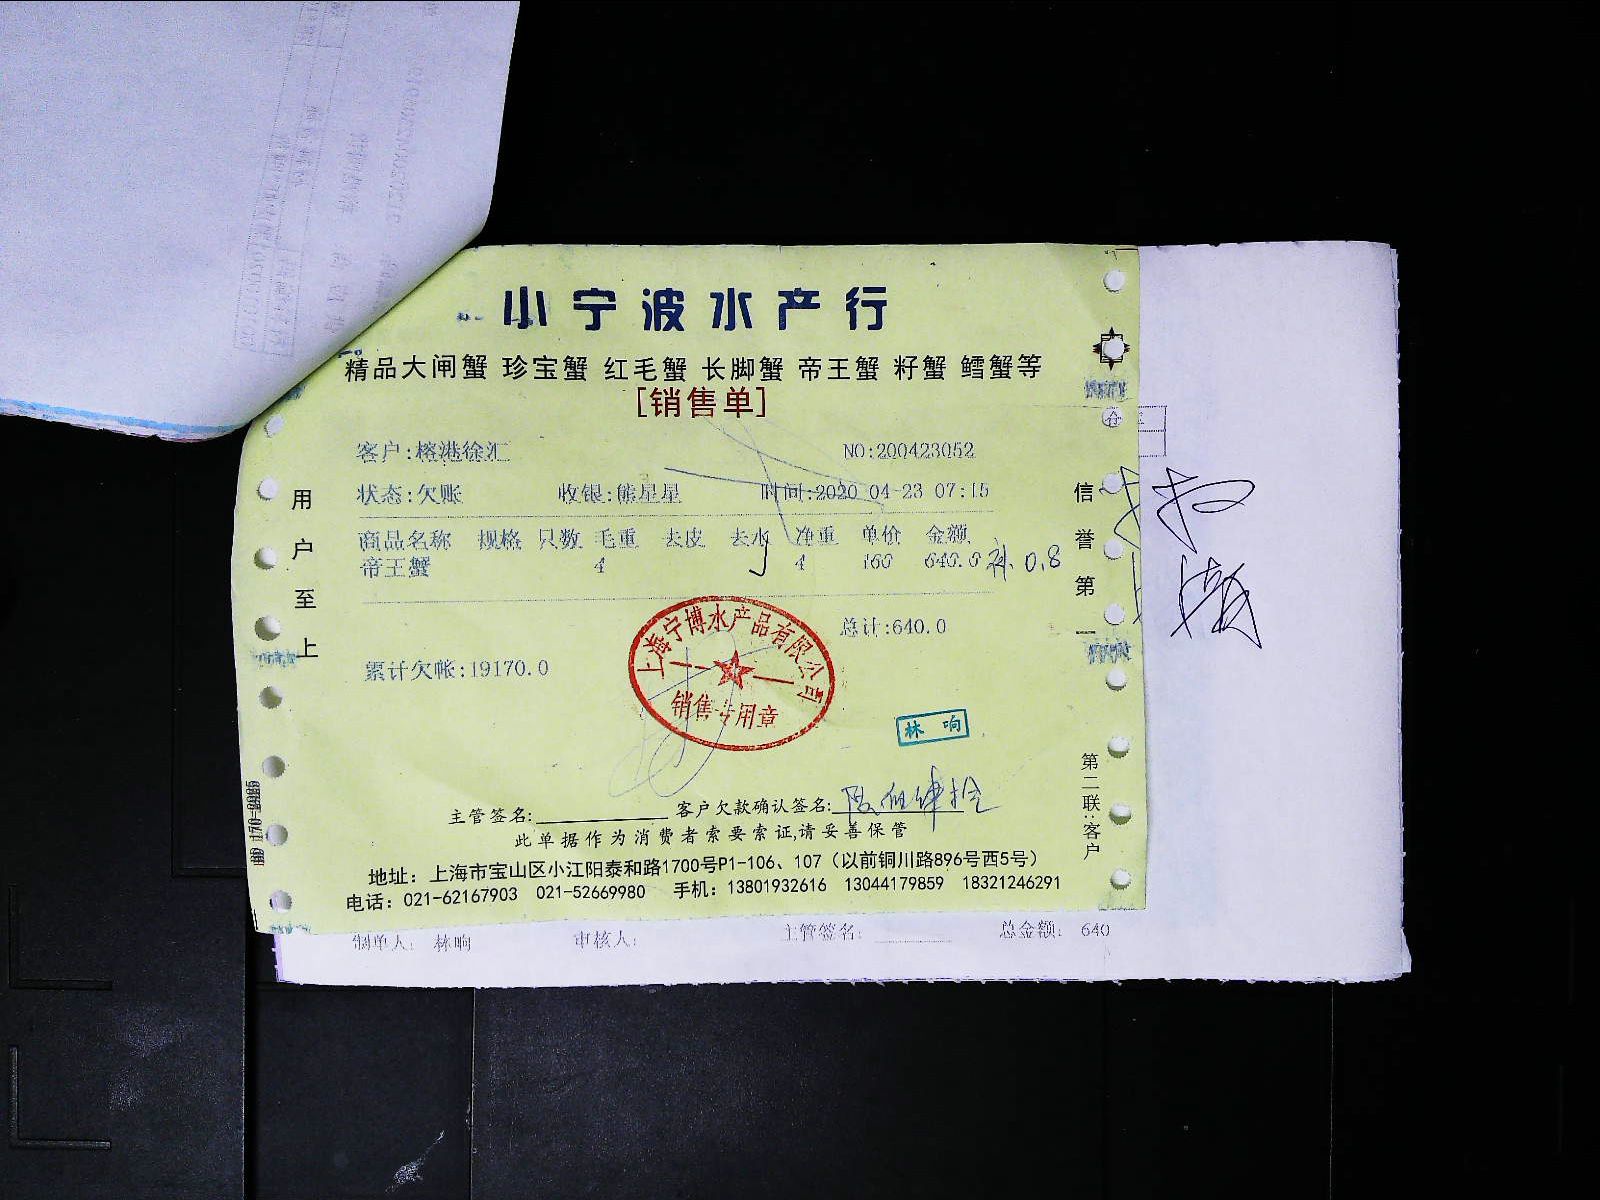 小宁波水产行
精品大闸蟹 珍宝蟹 红毛蟹 长脚蟹 帝王蟹 籽蟹 鳕蟹等
[销售单]
客户:榕港徐汇 NO:200423052
状态:欠账 收银:熊星星 时间:2020-04-23 07:15
商品名称 规格 只数 毛重 去皮 去水 净重 单价 金额
帝王蟹 4 4 160 640.0 补 0.8
总计:640.0
累计欠帐:19170.0
上海宁博水产品有限公司
销售专用章
林响
主管签名: 客户欠款确认签名:
此单据作为消费者索要索证,请妥善保管
地址：上海市宝山区小江阳泰和路1700号P1-106、107（以前铜川路896号西5号）
电话：021-62167903 021-52669980 手机：13801932616 13044179859 18321246291
用户至上
信誉第一
第二联:客户
制单人: 林响 审核人: 主管签名: 总金额: 640